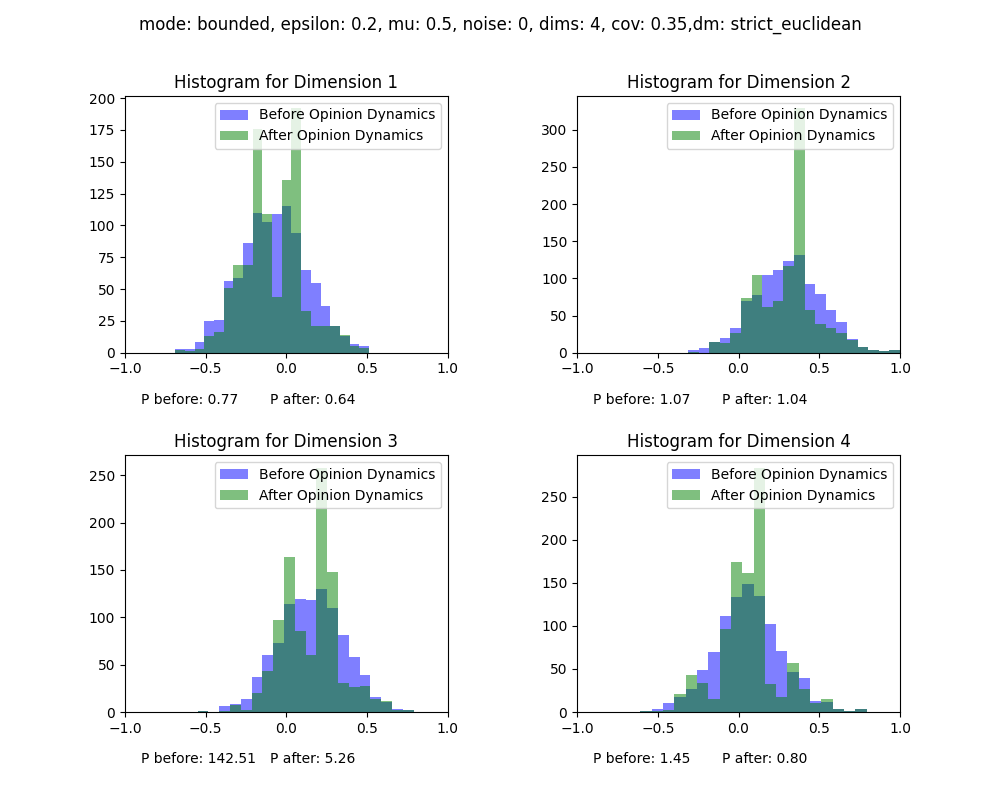 mode: bounded, epsilon: 0.2, mu: 0.5, noise: 0, dims: 4, cov: 0.35,dm: strict_euclidean
Histogram for Dimension 1
Before Opinion Dynamics
After Opinion Dynamics
200
175
150
125
100
75
50
25
0
−1.0 −0.5 0.0 0.5 1.0
P before: 0.77 P after: 0.64
Histogram for Dimension 2
Before Opinion Dynamics
After Opinion Dynamics
300
250
200
150
100
50
0
−1.0 −0.5 0.0 0.5 1.0
P before: 1.07 P after: 1.04
Histogram for Dimension 3
Before Opinion Dynamics
After Opinion Dynamics
250
200
150
100
50
0
−1.0 −0.5 0.0 0.5 1.0
P before: 142.51 P after: 5.26
Histogram for Dimension 4
Before Opinion Dynamics
After Opinion Dynamics
250
200
150
100
50
0
−1.0 −0.5 0.0 0.5 1.0
P before: 1.45 P after: 0.80